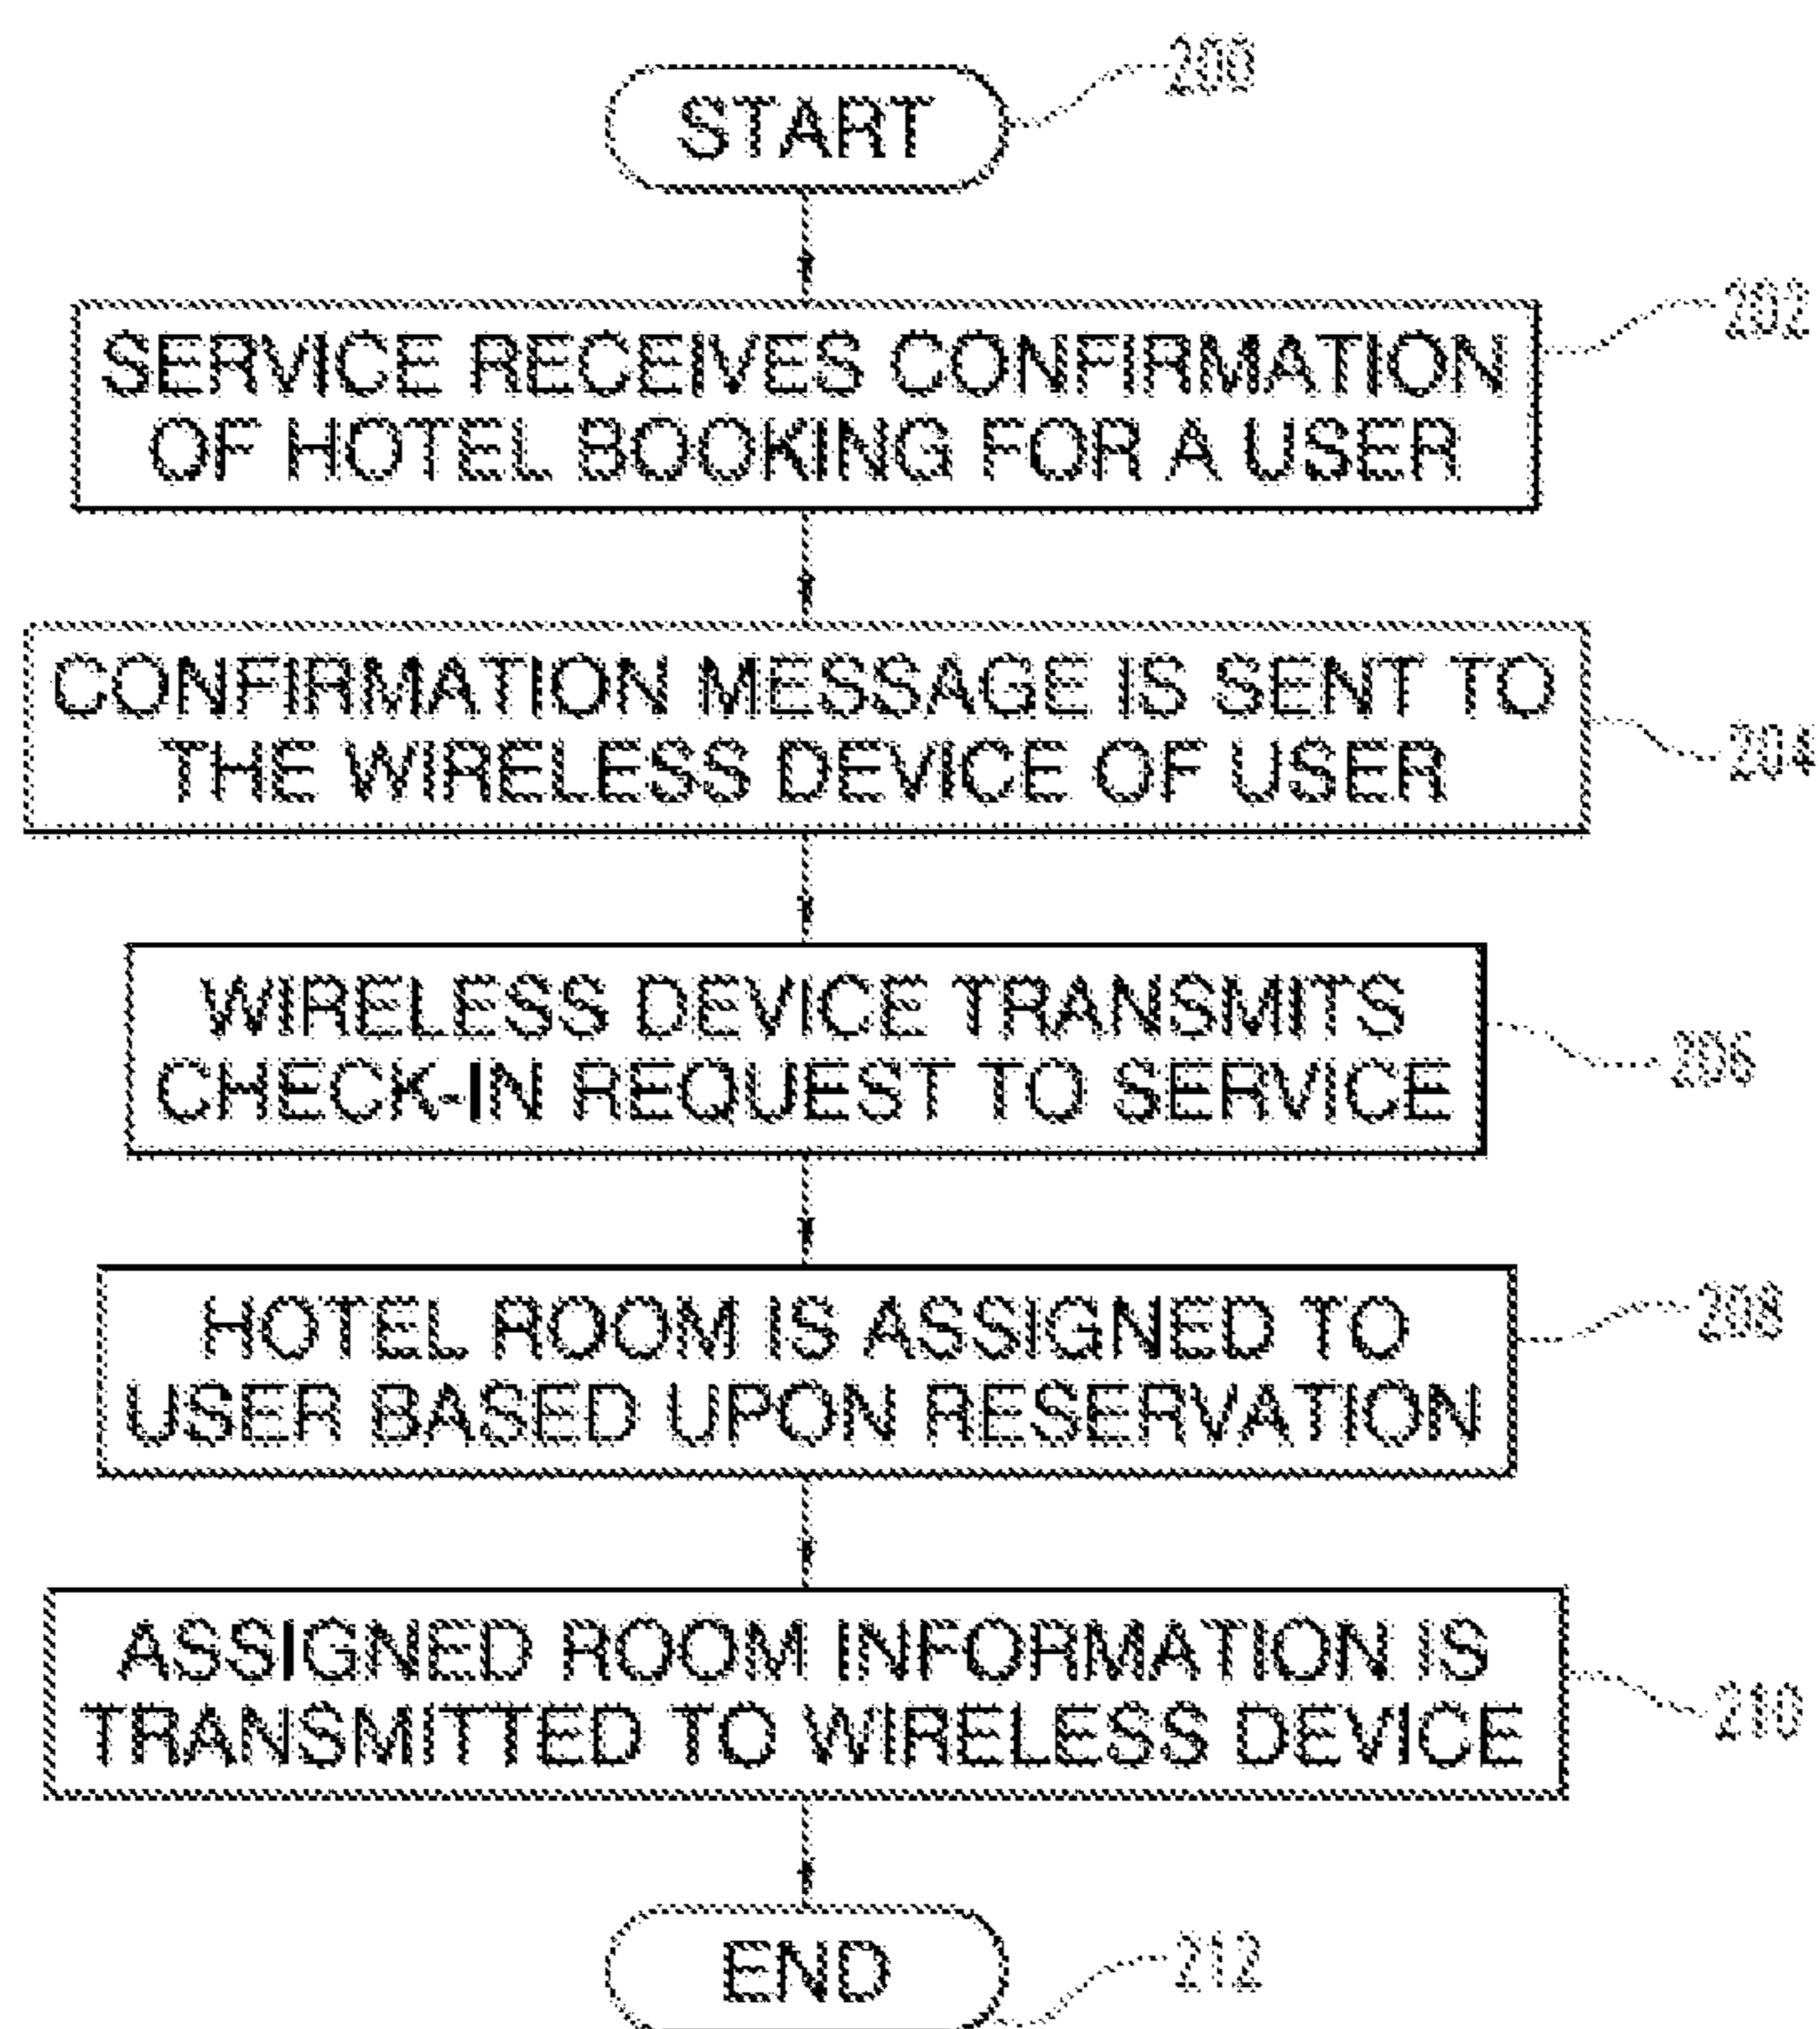 START
200
SERVICE RECEIVES CONFIRMATION
OF HOTEL BOOKING FOR A USER
202
CONFIRMATION MESSAGE IS SENT TO
THE WIRELESS DEVICE OF USER
204
WIRELESS DEVICE TRANSMITS
CHECK-IN REQUEST TO SERVICE
206
HOTEL ROOM IS ASSIGNED TO
USER BASED UPON RESERVATION
208
ASSIGNED ROOM INFORMATION IS
TRANSMITTED TO WIRELESS DEVICE
210
END
212